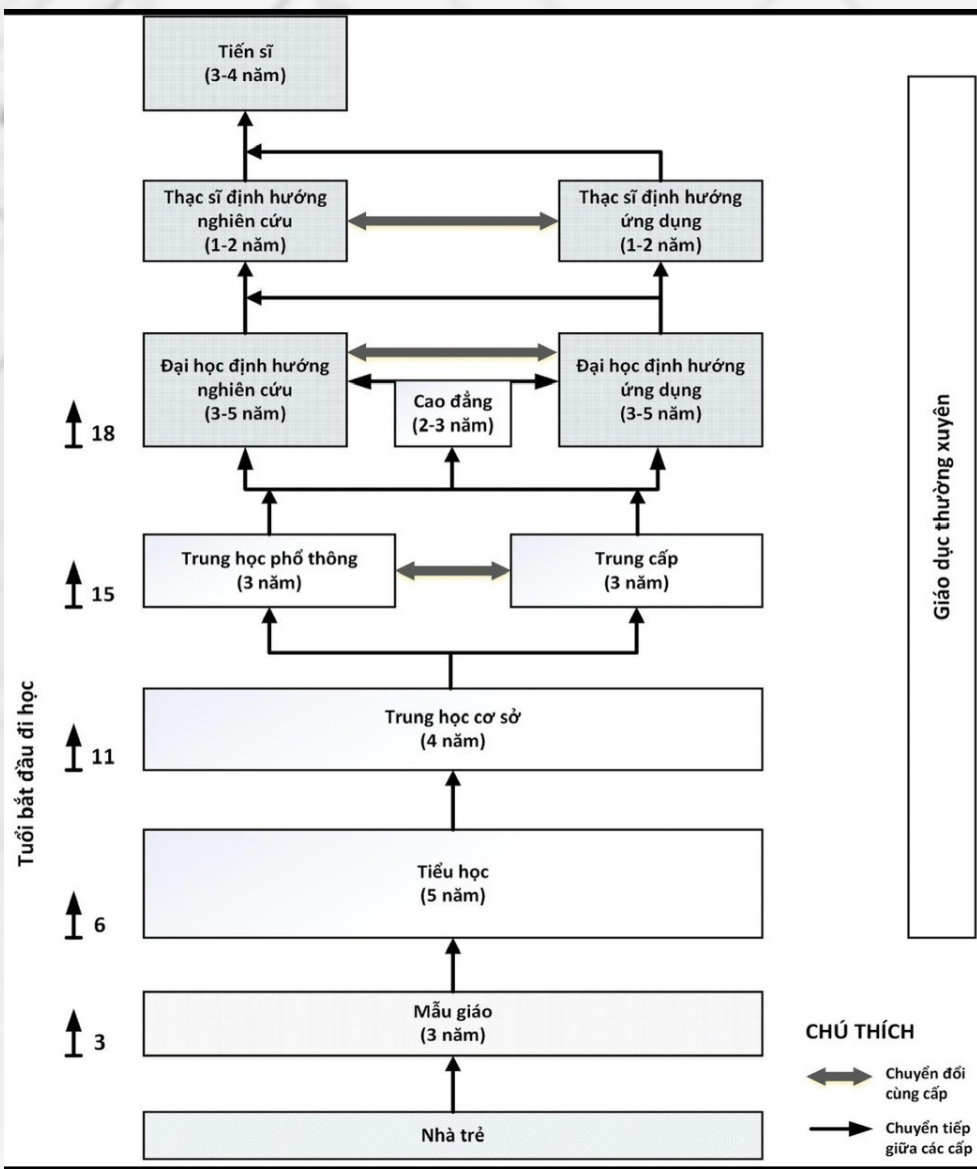 Tiến sĩ
(3-4 năm)
Thạc sĩ định hướng
nghiên cứu
(1-2 năm)
Thạc sĩ định hướng
ứng dụng
(1-2 năm)
Đại học định hướng
nghiên cứu
(3-5 năm)
Cao đẳng
(2-3 năm)
Đại học định hướng
ứng dụng
(3-5 năm)
18
Trung học phổ thông
(3 năm)
Trung cấp
(3 năm)
15
Trung học cơ sở
(4 năm)
11
Tiểu học
(5 năm)
6
Mẫu giáo
(3 năm)
3
Nhà trẻ
Tuổi bắt đầu đi học
Giáo dục thường xuyên
CHÚ THÍCH
Chuyển đổi
cùng cấp
Chuyển tiếp
giữa các cấp